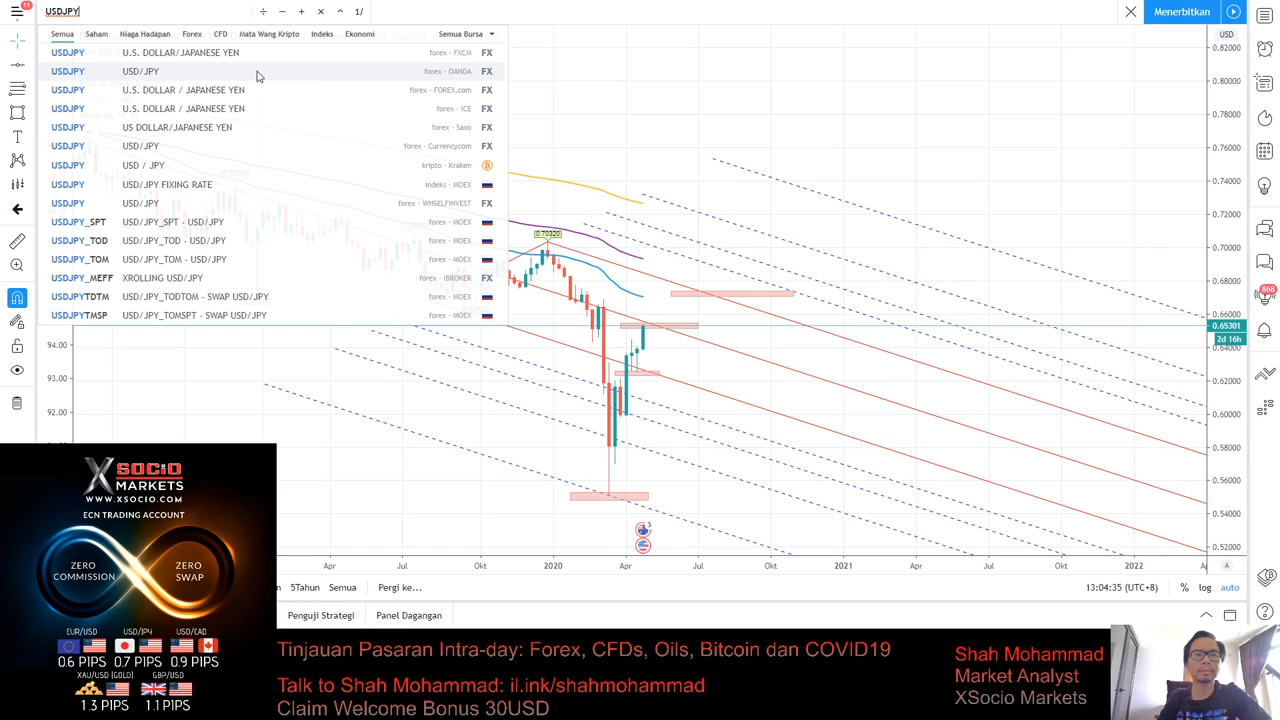 11
USDJPY
1/
Menerbitkan
Semua Saham Niaga Hadapan Forex CFD Mata Wang Kripto Indeks Ekonomi Semua Bursa
USDJPY U.S. DOLLAR/JAPANESE YEN forex - FXCM FX
USDJPY USD/JPY forex - OANDA FX
USDJPY U.S. DOLLAR / JAPANESE YEN forex - FOREX.com FX
USDJPY U.S. DOLLAR / JAPANESE YEN forex - ICE FX
USDJPY US DOLLAR/JAPANESE YEN forex - Saxo FX
USDJPY USD/JPY forex - Currencycom FX
USDJPY USD / JPY kripto - Kraken
USDJPY USD/JPY FIXING RATE indeks - MOEX
USDJPY USD/JPY forex - WHSELFINVEST FX
USDJPY_SPT USD/JPY_SPT - USD/JPY forex - MOEX
USDJPY_TOD USD/JPY_TOD - USD/JPY forex - MOEX
USDJPY_TOM USD/JPY_TOM - USD/JPY forex - MOEX
USDJPY_MEFF XROLLING USD/JPY forex - IBROKER FX
USDJPYTDTM USD/JPY_TODTOM - SWAP USD/JPY forex - MOEX
USDJPYTMSP USD/JPY_TOMSPT - SWAP USD/JPY forex - MOEX
0.70320
USD
0.82000
0.80000
0.78000
0.76000
0.74000
0.72000
0.70000
0.68000
0.66000
0.65301
2d 16h
0.64000
0.62000
0.60000
0.58000
0.56000
0.54000
0.52000
868
94.00
93.00
92.00
3
Apr Jul Okt 2020 Apr Jul Okt 2021 Apr Jul Okt 2022
A
5Tahun Semua Pergi ke... 13:04:35 (UTC+8) % log auto
Penguji Strategi Panel Dagangan
XSOCIO
MARKETS
WWW.XSOCIO.COM
ECN TRADING ACCOUNT
ZERO
COMMISSION
ZERO
SWAP
EUR/USD USD/JPY USD/CAD
0.6 PIPS 0.7 PIPS 0.9 PIPS
XAU/USD (GOLD) GBP/USD
1.3 PIPS 1.1 PIPS
Tinjauan Pasaran Intra-day: Forex, CFDs, Oils, Bitcoin dan COVID19
Talk to Shah Mohammad: il.ink/shahmohammad
Claim Welcome Bonus 30USD
Shah Mohammad
Market Analyst
XSocio Markets